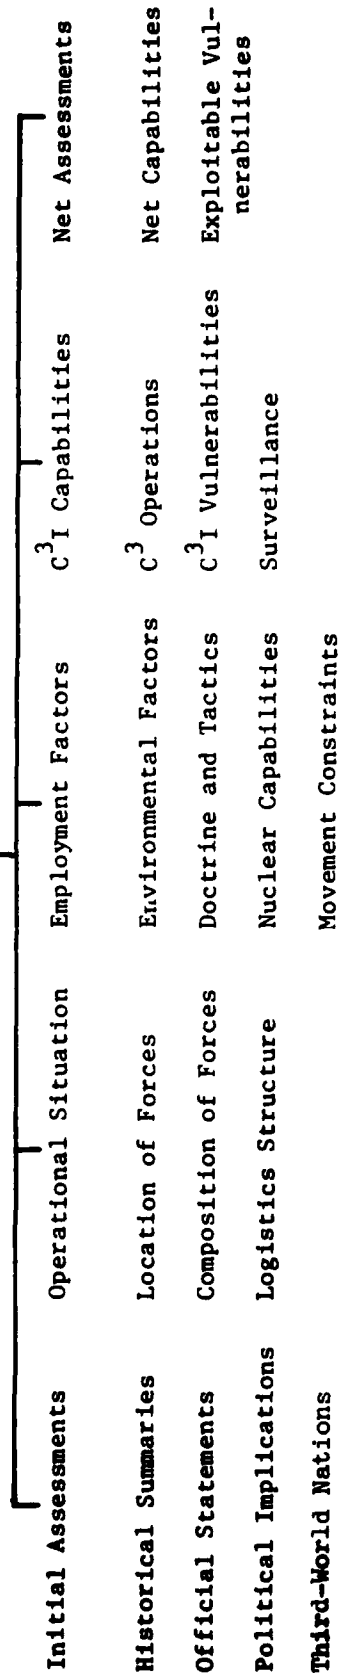 Initial Assessments Operational Situation Employment Factors C³I Capabilities Net Assessments
Historical Summaries Location of Forces Environmental Factors C³ Operations Net Capabilities
Official Statements Composition of Forces Doctrine and Tactics C³I Vulnerabilities Exploitable Vul-
nerabilities
Political Implications Logistics Structure Nuclear Capabilities Surveillance
Third-World Nations Movement Constraints